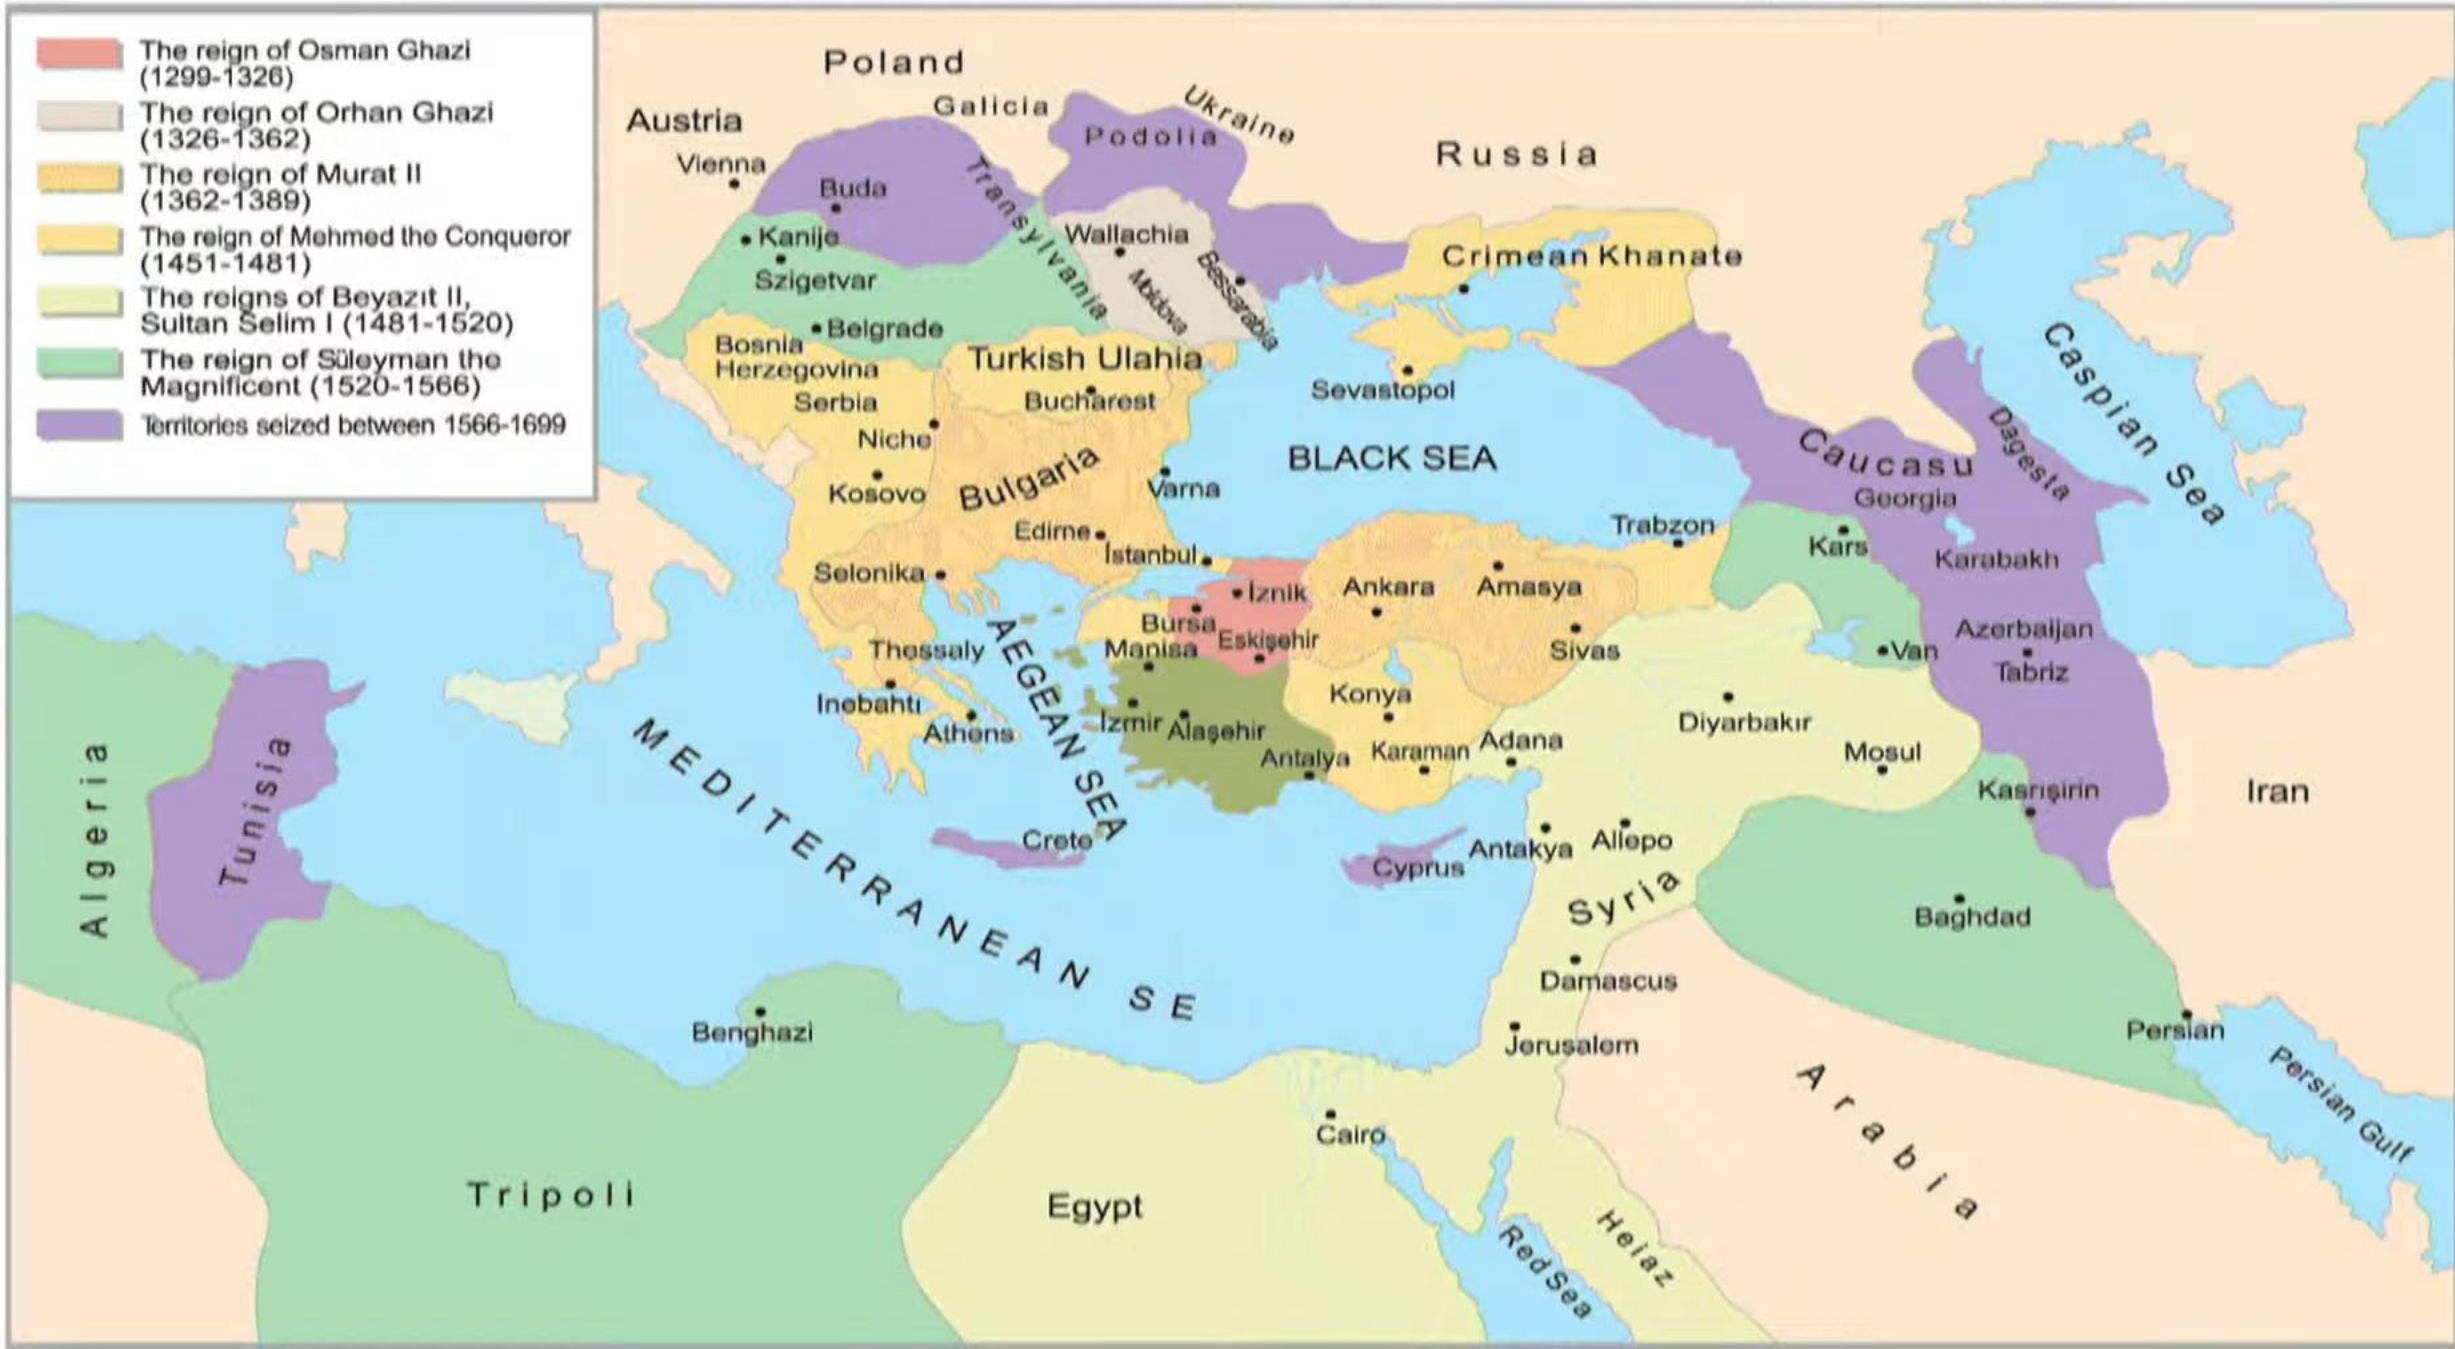 The reign of Osman Ghazi
(1299-1326)
The reign of Orhan Ghazi
(1326-1362)
The reign of Murat II
(1362-1389)
The reign of Mehmed the Conqueror
(1451-1481)
The reigns of Beyazıt II,
Sultan Selim I (1481-1520)
The reign of Süleyman the
Magnificent (1520-1566)
Territories seized between 1566-1699
Poland
Galicia
Ukraine
Austria
Podolia
Russia
Vienna
Transylvania
Buda
Kanije
Wallachia
Crimean Khanate
Szigetvar
Moldova
Bessarabia
Belgrade
Bosnia
Herzegovina
Turkish Ulahia
Serbia
Bucharest
Sevastopol
Caspian Sea
Niche
BLACK SEA
Caucasu
Dagesta
Kosovo
Bulgaria
Varna
Georgia
Edirne
İstanbul
Trabzon
Kars
Karabakh
Selonika
İznik
Ankara
Amasya
Bursa
Eskişehir
Azerbaijan
Thessaly
AEGEAN SEA
Manisa
Sivas
Van
Tabriz
Inebahtı
Konya
Athens
İzmir
Alaşehir
Diyarbakır
Antalya
Karaman
Adana
Mosul
MEDITERRANEAN SE
Algeria
Tunisia
Kasrışirin
Iran
Crete
Cyprus
Antakya
Allepo
Syria
Baghdad
Damascus
Benghazi
Jerusalem
Persian
Persian Gulf
Arabia
Cairo
Tripoli
Egypt
Red Sea
Heiaz